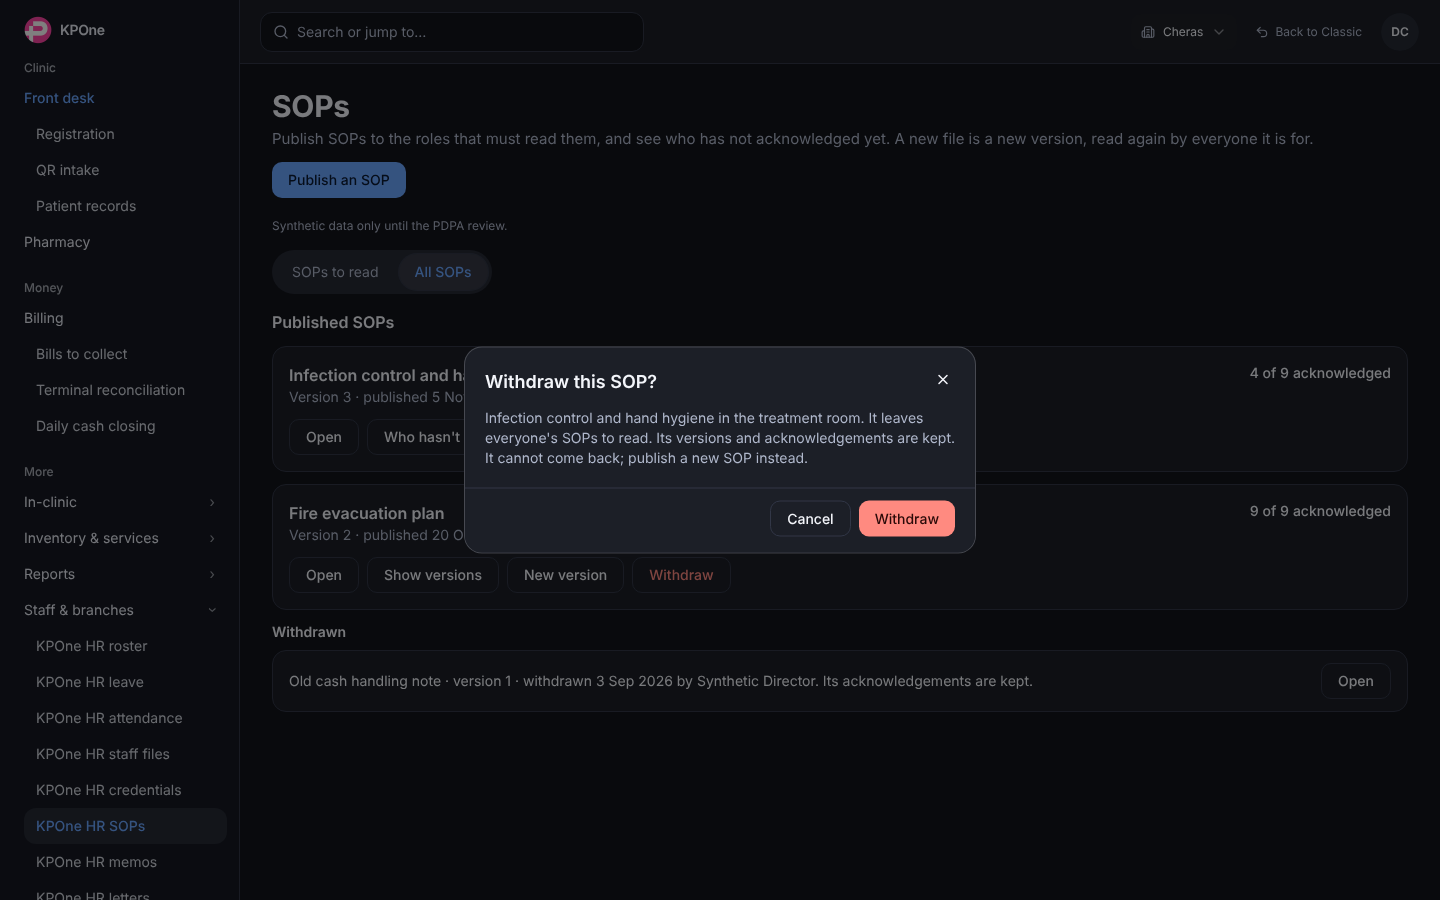 KPOne
Search or jump to...
Cheras
Back to Classic
DC
Clinic
Front desk
Registration
QR intake
Patient records
Pharmacy
Money
Billing
Bills to collect
Terminal reconciliation
Daily cash closing
More
In-clinic
Inventory & services
Reports
Staff & branches
KPOne HR roster
KPOne HR leave
KPOne HR attendance
KPOne HR staff files
KPOne HR credentials
KPOne HR SOPs
KPOne HR memos
KPOne HR letters
SOPs
Publish SOPs to the roles that must read them, and see who has not acknowledged yet. A new file is a new version, read again by everyone it is for.
Publish an SOP
Synthetic data only until the PDPA review.
SOPs to read
All SOPs
Published SOPs
Infection control and
4 of 9 acknowledged
Version 3 · published 5
Open
Who hasn't
Withdraw this SOP?
Infection control and hand hygiene in the treatment room. It leaves
everyone's SOPs to read. Its versions and acknowledgements are kept.
It cannot come back; publish a new SOP instead.
Cancel
Withdraw
Fire evacuation plan
9 of 9 acknowledged
Version 2 · published 20
Open
Show versions
New version
Withdraw
Withdrawn
Old cash handling note · version 1 · withdrawn 3 Sep 2026 by Synthetic Director. Its acknowledgements are kept.
Open